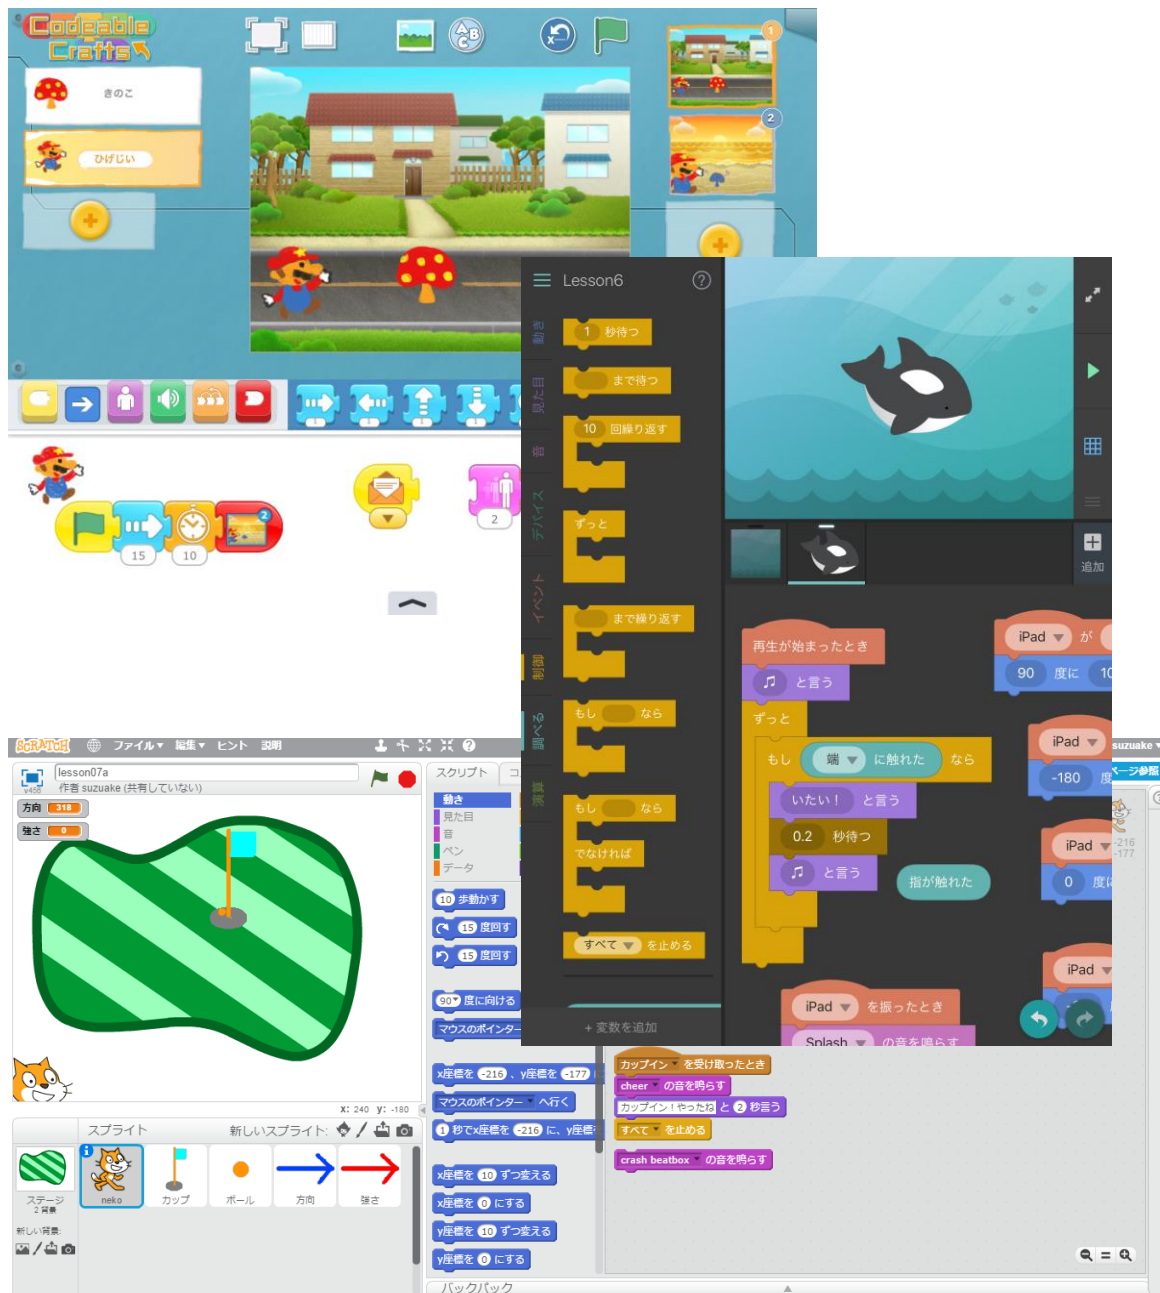 Codeable
Crafts
きのこ
ひげじい
ABC
x
1
2
1
1
1
1
15
10
2
2
Lesson6
?
動き
見た目
音
デバイス
イベント
制御
調べる
演算
1 秒待つ
まで待つ
10 回繰り返す
ずっと
まで繰り返す
もし なら
もし なら
でなければ
すべて ▼ を止める
+ 変数を追加
追加
再生が始まったとき
♫ と言う
ずっと
もし 端 ▼ に触れた なら
いたい！ と言う
0.2 秒待つ
♫ と言う
指が触れた
iPad ▼ が
90 度に 10
iPad ▼
-180 度
iPad ▼
0 度に
iPad ▼
iPad ▼ を振ったとき
Splash ▼ の音を鳴らす
SCRATCH
ファイル▼ 編集▼ ヒント 説明
suzuake ▼
lesson07a
作者 suzuake (共有していない)
v456
方向 318
強さ 0
X: 240 y: -180
スクリプト コ
ページ参照
動き
見た目
音
ペン
データ
10 歩動かす
15 度回す
15 度回す
90▼ 度に向ける
マウスのポインター
x座標を -216 、y座標を -177
マウスのポインター ▼ へ行く
1 秒でx座標を -216 に、y座標を
x座標を 10 ずつ変える
x座標を 0 にする
y座標を 10 ずつ変える
y座標を 0 にする
-216
-177
カップイン ▼ を受け取ったとき
cheer ▼ の音を鳴らす
カップイン！やったね と 2 秒言う
すべて ▼ を止める
crash beatbox ▼ の音を鳴らす
スプライト 新しいスプライト:
ステージ
2 背景
新しい背景:
neko
カップ
ボール
方向
強さ
バックパック